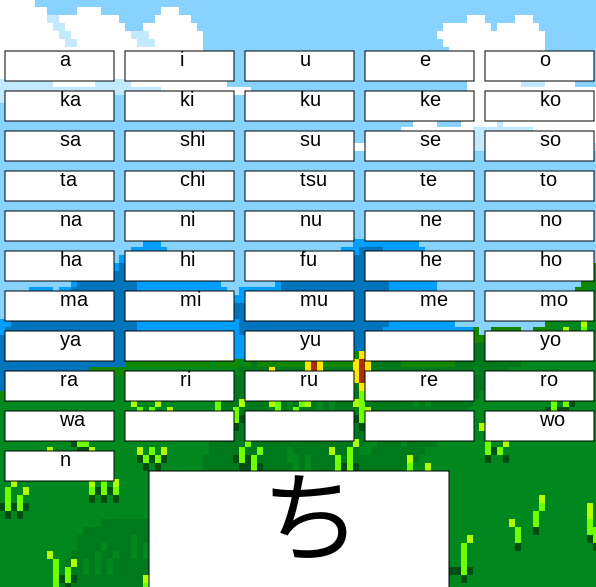 a i u e o
ka ki ku ke ko
sa shi su se so
ta chi tsu te to
na ni nu ne no
ha hi fu he ho
ma mi mu me mo
ya yu yo
ra ri ru re ro
wa wo
n
ち